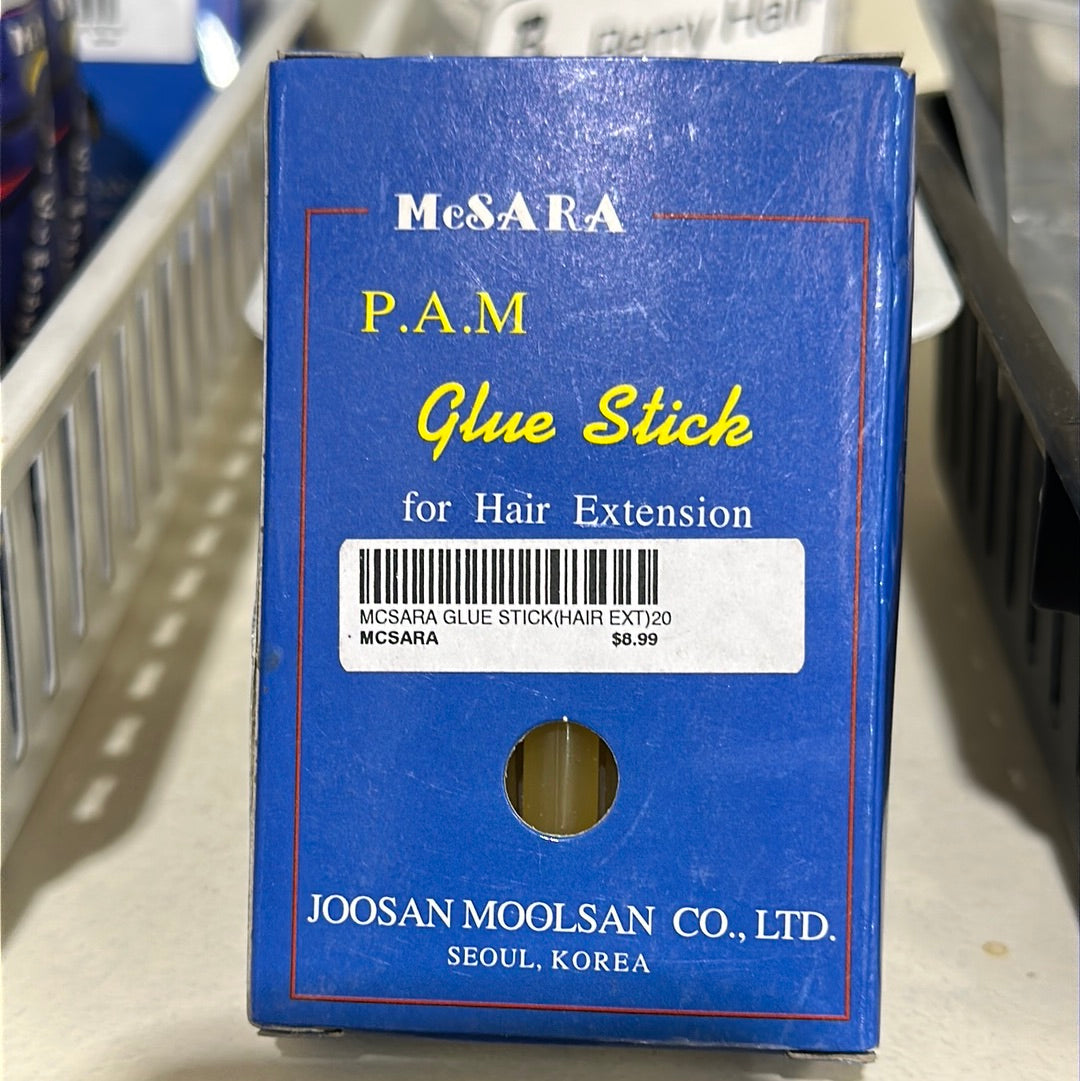 Remy Hair
McSARA
P.A.M
Glue Stick
for Hair Extension
MCSARA GLUE STICK(HAIR EXT)20
MCSARA $8.99
JOOSAN MOOLSAN CO., LTD.
SEOUL, KOREA